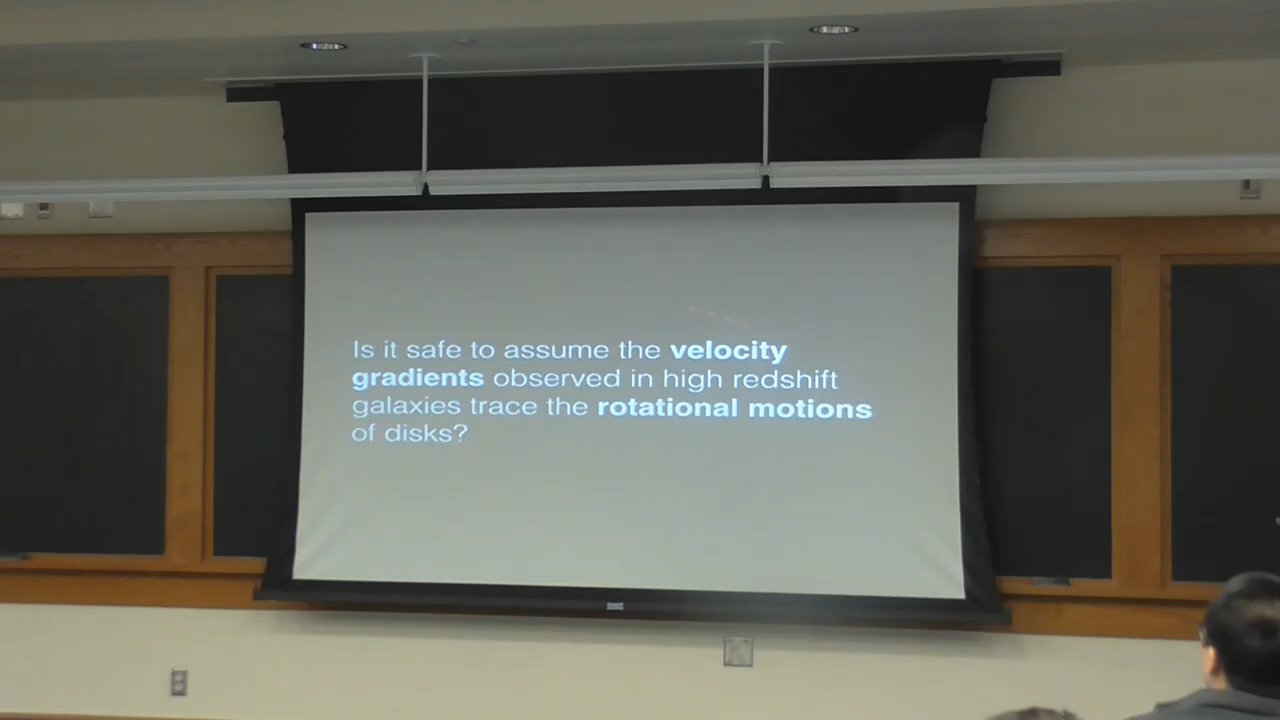 Is it safe to assume the velocity
gradients observed in high redshift
galaxies trace the rotational motions
of disks?